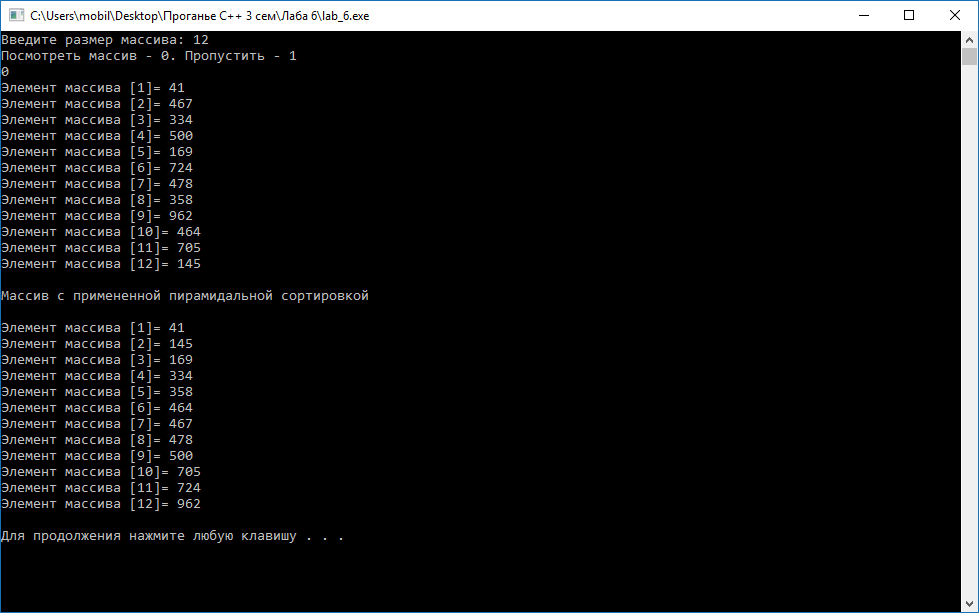 C:\Users\mobil\Desktop\Проганье C++ 3 сем\Лаба 6\lab_6.exe
Введите размер массива: 12
Посмотреть массив - 0. Пропустить - 1
0
Элемент массива [1]= 41
Элемент массива [2]= 467
Элемент массива [3]= 334
Элемент массива [4]= 500
Элемент массива [5]= 169
Элемент массива [6]= 724
Элемент массива [7]= 478
Элемент массива [8]= 358
Элемент массива [9]= 962
Элемент массива [10]= 464
Элемент массива [11]= 705
Элемент массива [12]= 145
Массив с примененной пирамидальной сортировкой
Элемент массива [1]= 41
Элемент массива [2]= 145
Элемент массива [3]= 169
Элемент массива [4]= 334
Элемент массива [5]= 358
Элемент массива [6]= 464
Элемент массива [7]= 467
Элемент массива [8]= 478
Элемент массива [9]= 500
Элемент массива [10]= 705
Элемент массива [11]= 724
Элемент массива [12]= 962
Для продолжения нажмите любую клавишу . . .